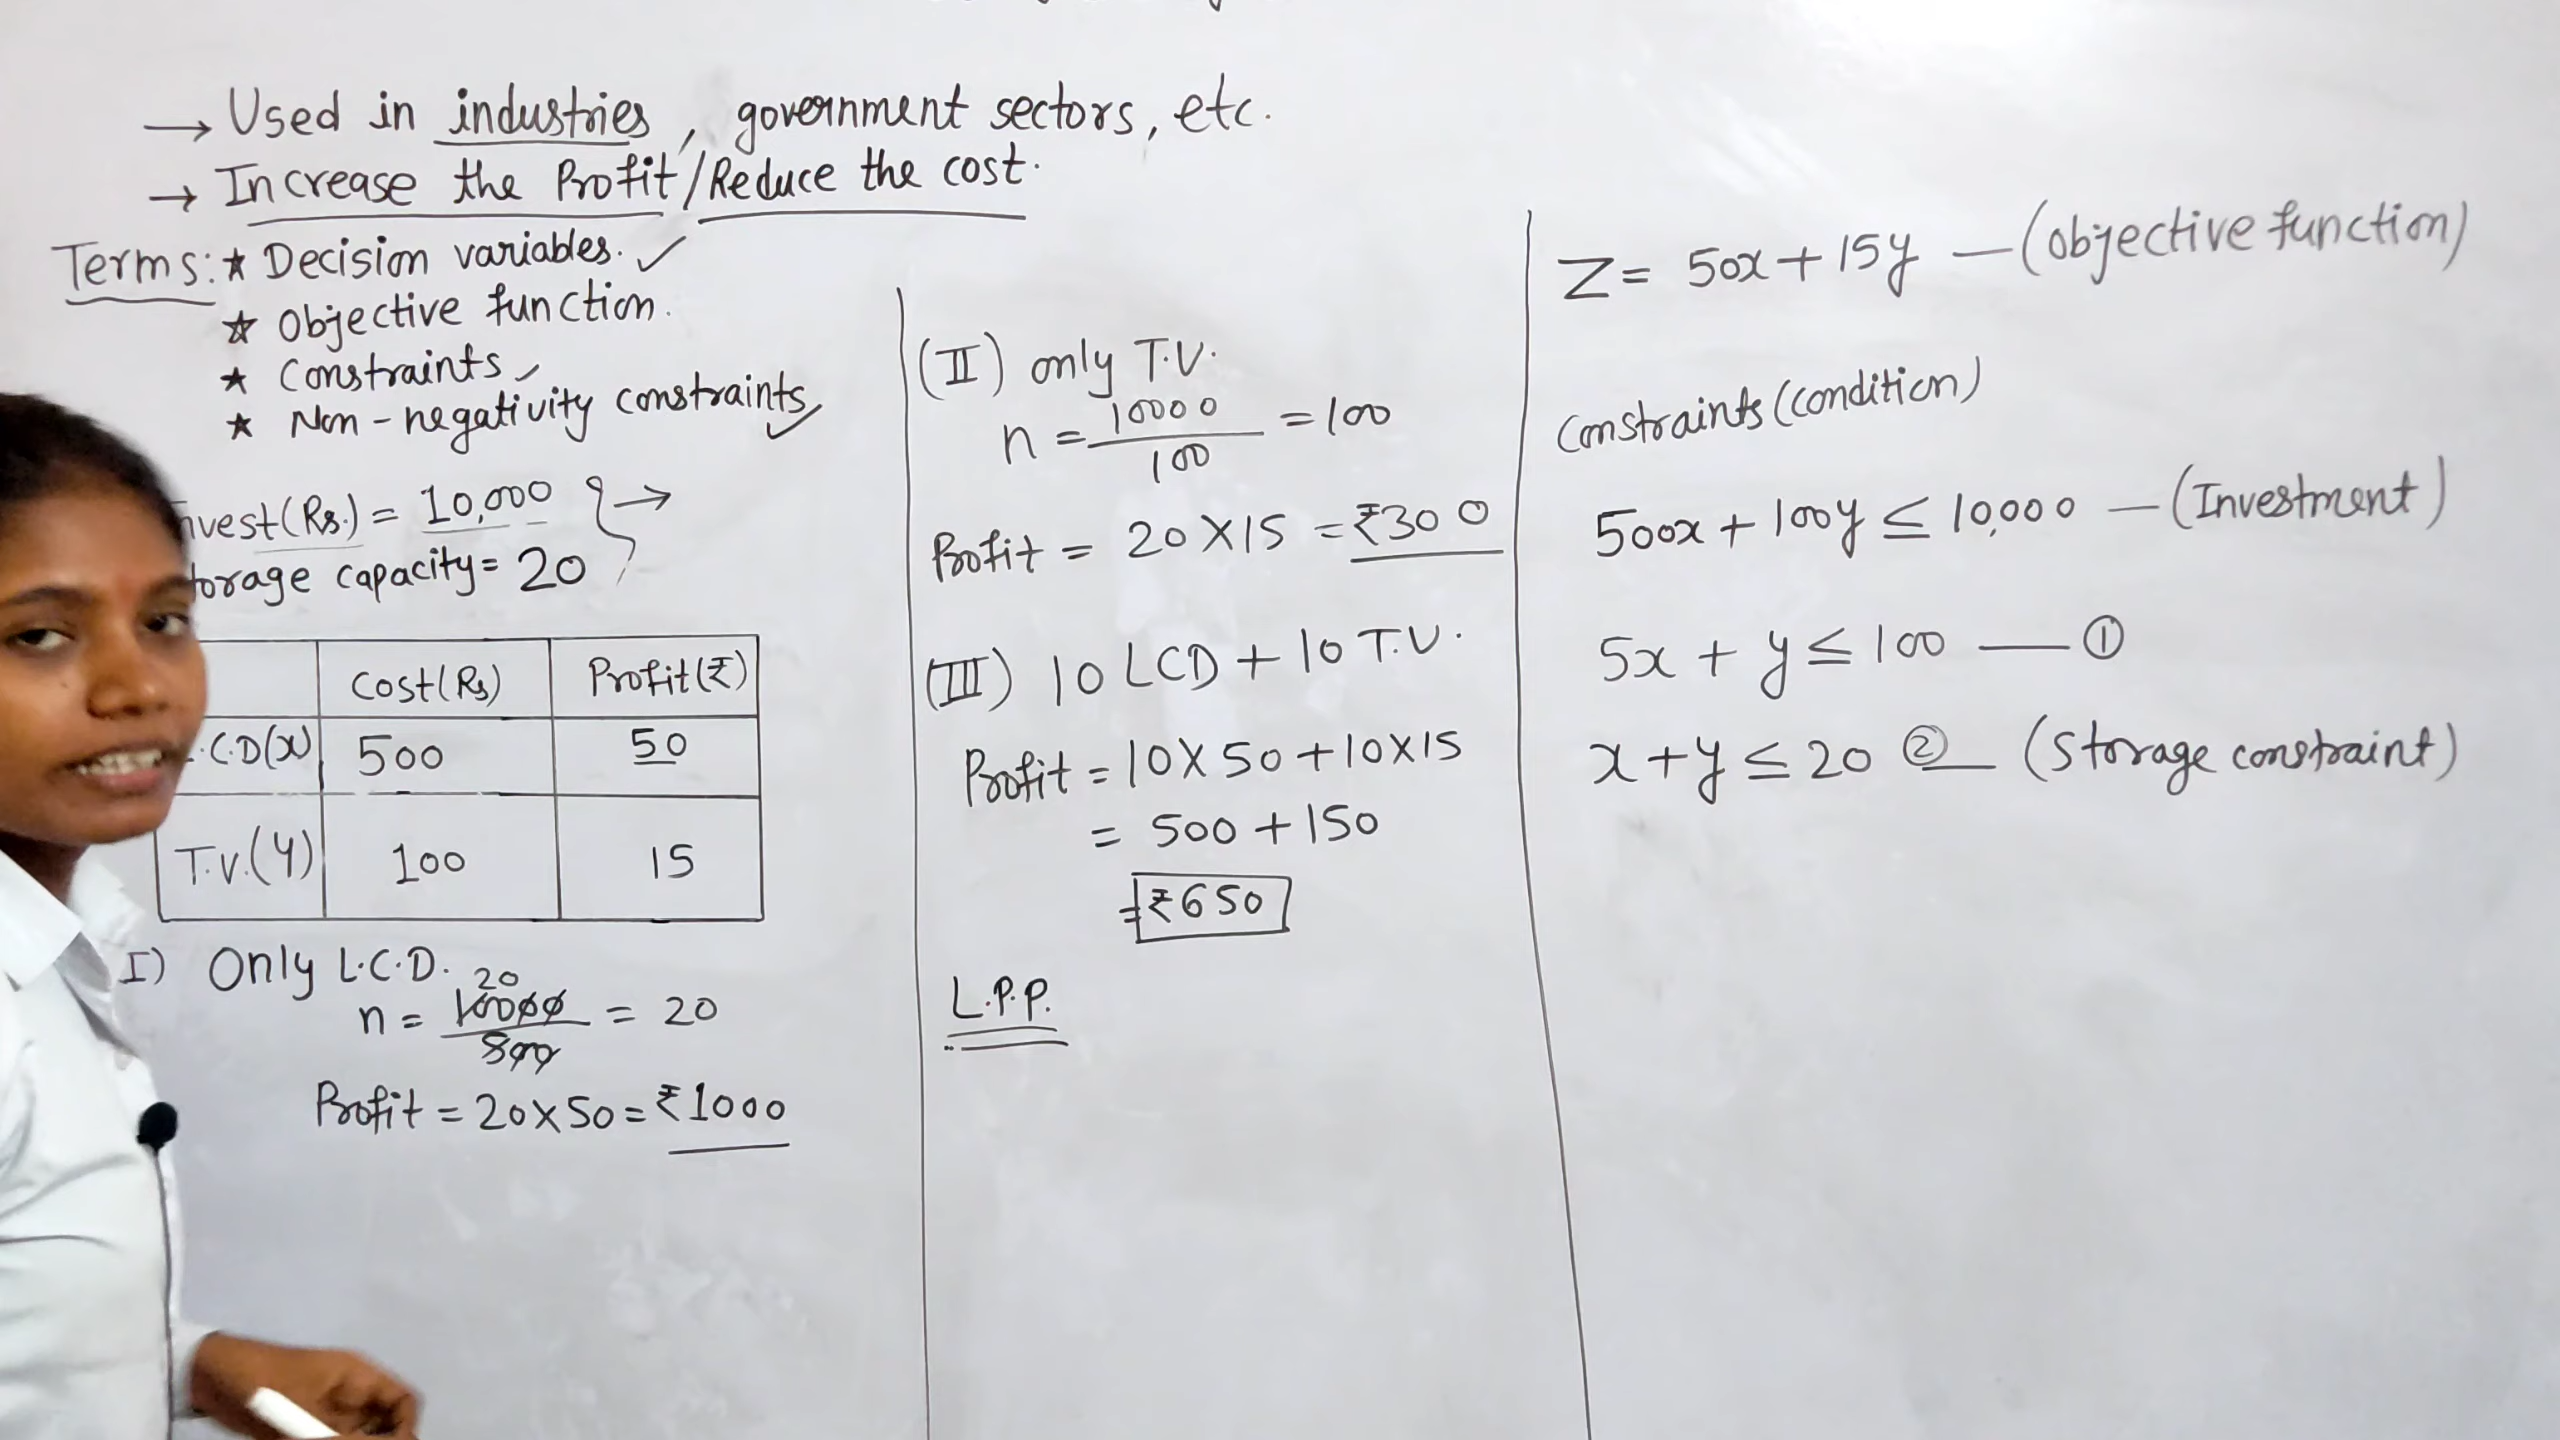 → Used in industries, government sectors, etc.
→ Increase the Profit/Reduce the cost.
Terms: ★ Decision variables. ✓
★ Objective function.
★ Constraints ✓
★ Non-negativity constraints ✓
nvest(Rs.) = 10,000
orage capacity = 20
Cost(Rs) Profit(₹)
.C.D(x) 500 50
T.V.(y) 100 15
I) Only L.C.D.
20
n = 10000/500 = 20
Profit = 20×50 = ₹1000
(II) only T.V.
n = 10000/100 = 100
Profit = 20×15 = ₹300
(III) 10 LCD + 10 T.V.
Profit = 10×50+10×15
= 500+150
= ₹650
L.P.P.
Z = 50x+15y — (objective function)
Constraints (condition)
500x + 100y ≤ 10,000 — (Investment)
5x + y ≤ 100 — ①
x + y ≤ 20 ② — (Storage constraint)